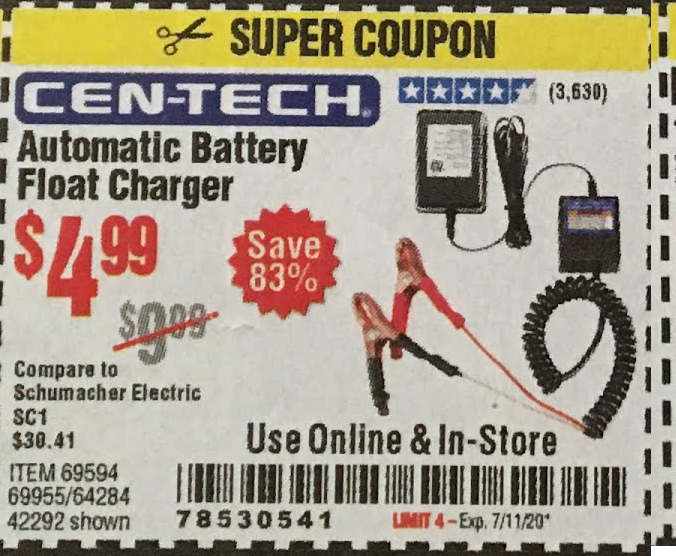 SUPER COUPON
CEN-TECH®
(3,630)
Automatic Battery
Float Charger
$4.99
Save
83%
$9.99
Compare to
Schumacher Electric
SC1
$30.41
Use Online & In-Store
ITEM 69594
69955/64284
42292 shown
78530541
LIMIT 4 – Exp. 7/11/20*